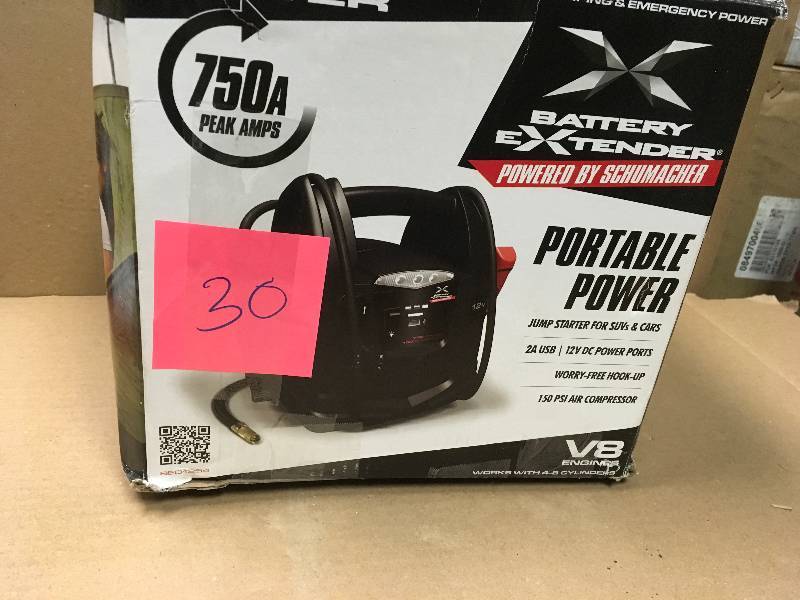 & EMERGENCY POWER
750A
PEAK AMPS
BATTERY
EXTENDER®
POWERED BY SCHUMACHER
PORTABLE
POWER
JUMP STARTER FOR SUVs & CARS
2A USB | 12V DC POWER PORTS
WORRY-FREE HOOK-UP
150 PSI AIR COMPRESSOR
30
12V
V8
ENGINES
WORKS WITH 4-8 CYLINDERS